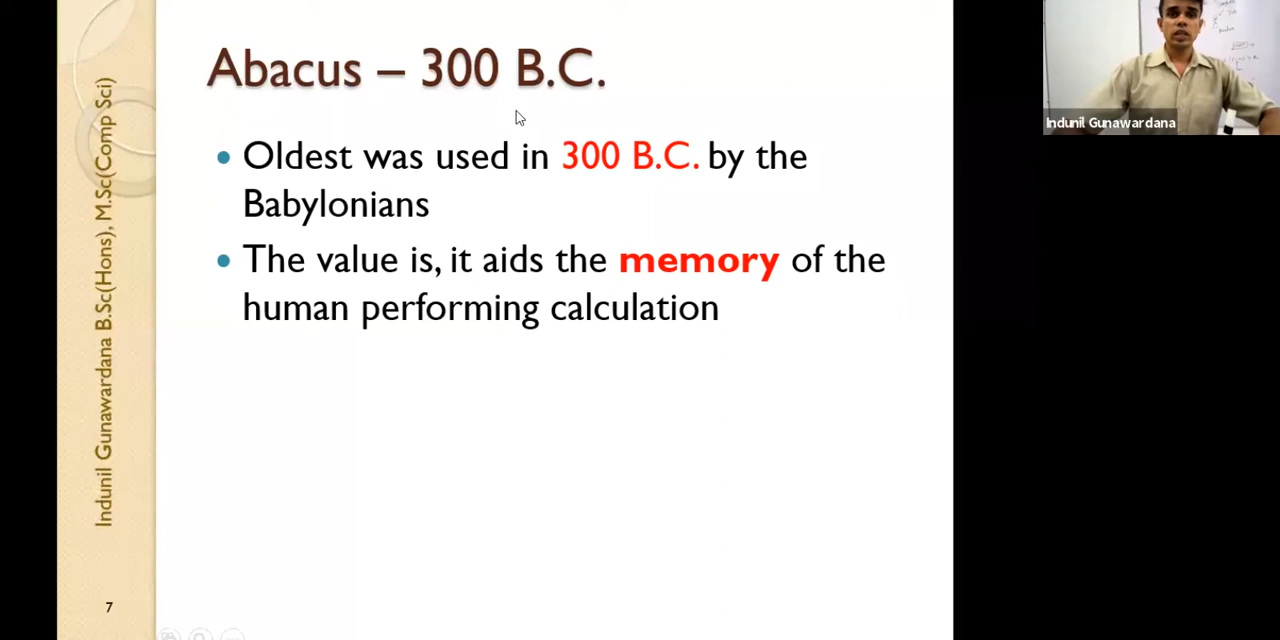 Abacus – 300 B.C.
Oldest was used in 300 B.C. by the
Babylonians
The value is, it aids the memory of the
human performing calculation
Indunil Gunawardana B.Sc(Hons), M.Sc(Comp Sci)
7
Indunil Gunawardana